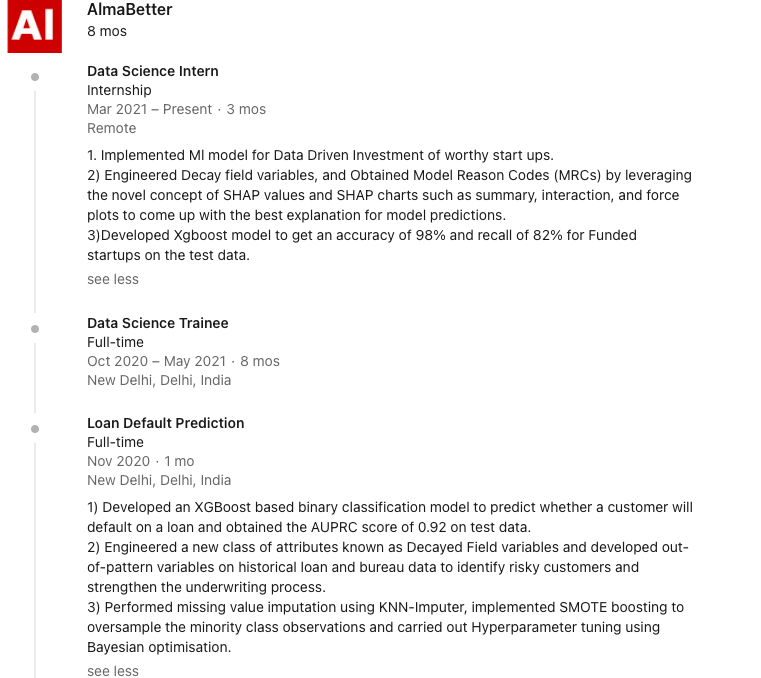 AI
AlmaBetter
8 mos
Data Science Intern
Internship
Mar 2021 – Present · 3 mos
Remote
1. Implemented Ml model for Data Driven Investment of worthy start ups.
2) Engineered Decay field variables, and Obtained Model Reason Codes (MRCs) by leveraging
the novel concept of SHAP values and SHAP charts such as summary, interaction, and force
plots to come up with the best explanation for model predictions.
3)Developed Xgboost model to get an accuracy of 98% and recall of 82% for Funded
startups on the test data.
see less
Data Science Trainee
Full-time
Oct 2020 – May 2021 · 8 mos
New Delhi, Delhi, India
Loan Default Prediction
Full-time
Nov 2020 · 1 mo
New Delhi, Delhi, India
1) Developed an XGBoost based binary classification model to predict whether a customer will
default on a loan and obtained the AUPRC score of 0.92 on test data.
2) Engineered a new class of attributes known as Decayed Field variables and developed out-
of-pattern variables on historical loan and bureau data to identify risky customers and
strengthen the underwriting process.
3) Performed missing value imputation using KNN-Imputer, implemented SMOTE boosting to
oversample the minority class observations and carried out Hyperparameter tuning using
Bayesian optimisation.
see less